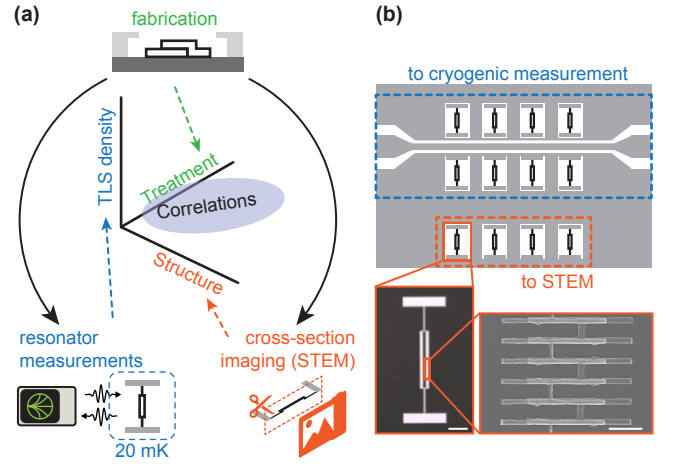 (a)
fabrication
TLS density
Treatment
Correlations
Structure
resonator
measurements
cross-section
imaging (STEM)
20 mK
(b)
to cryogenic measurement
to STEM